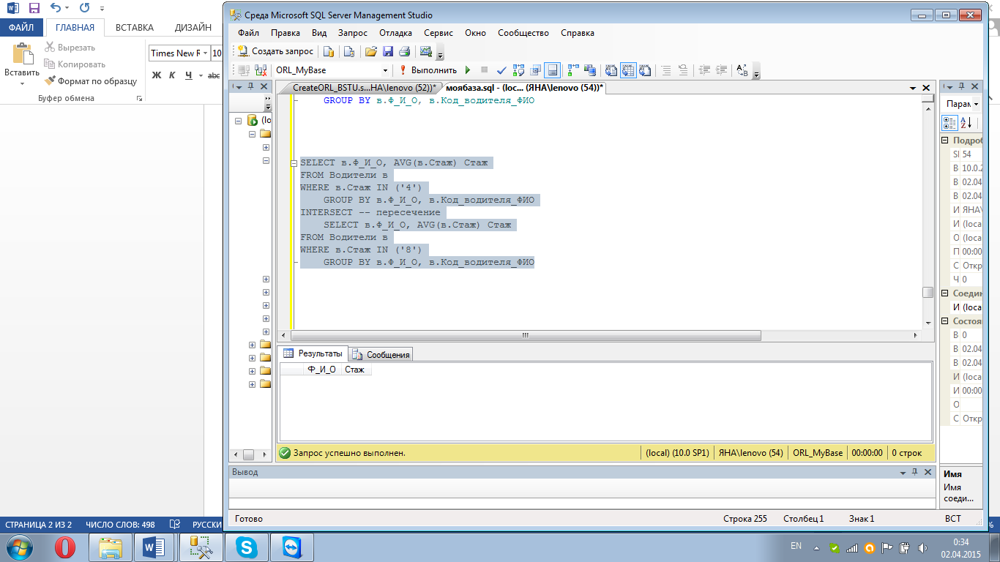 ФАЙЛ
ГЛАВНАЯ
ВСТАВКА
ДИЗАЙН
Вставить
Вырезать
Копировать
Формат по образцу
Буфер обмена
Times New R
10
Ж К Ч abc
Среда Microsoft SQL Server Management Studio
Файл Правка Вид Запрос Отладка Сервис Окно Сообщество Справка
Создать запрос
ORL_MyBase
Выполнить
CreateORL_BSTU.s...HA\lenovo (52))*
моябаза.sql - (loc... (ЯНА\lenovo (54))*
GROUP BY в.Ф_И_О, в.Код_водителя_ФИО
SELECT в.Ф_И_О, AVG(в.Стаж) Стаж
FROM Водители в
WHERE в.Стаж IN ('4')
GROUP BY в.Ф_И_О, в.Код_водителя_ФИО
INTERSECT -- пересечение
SELECT в.Ф_И_О, AVG(в.Стаж) Стаж
FROM Водители в
WHERE в.Стаж IN ('8')
GROUP BY в.Ф_И_О, в.Код_водителя_ФИО
(lo
Результаты
Сообщения
Ф_И_О Стаж
Запрос успешно выполнен.
(local) (10.0 SP1)
ЯНА\lenovo (54)
ORL_MyBase
00:00:00
0 строк
Парам
Подроб
SI 54
В 10.0.2
В 02.04
В 02.04
И ЯНА\
И (loca
О (loca
П 00:00
С Откр
Ч 0
Соедин
И (loca
Состоя
В 0
В 02.04
В 02.04
И (loca
И 00:00
О
С Откр
Имя
Имя
соеди...
Вывод
Готово
Строка 255
Столбец 1
Знак 1
ВСТ
СТРАНИЦА 2 ИЗ 2
ЧИСЛО СЛОВ: 498
РУССКИ
%
EN
0:34
02.04.2015